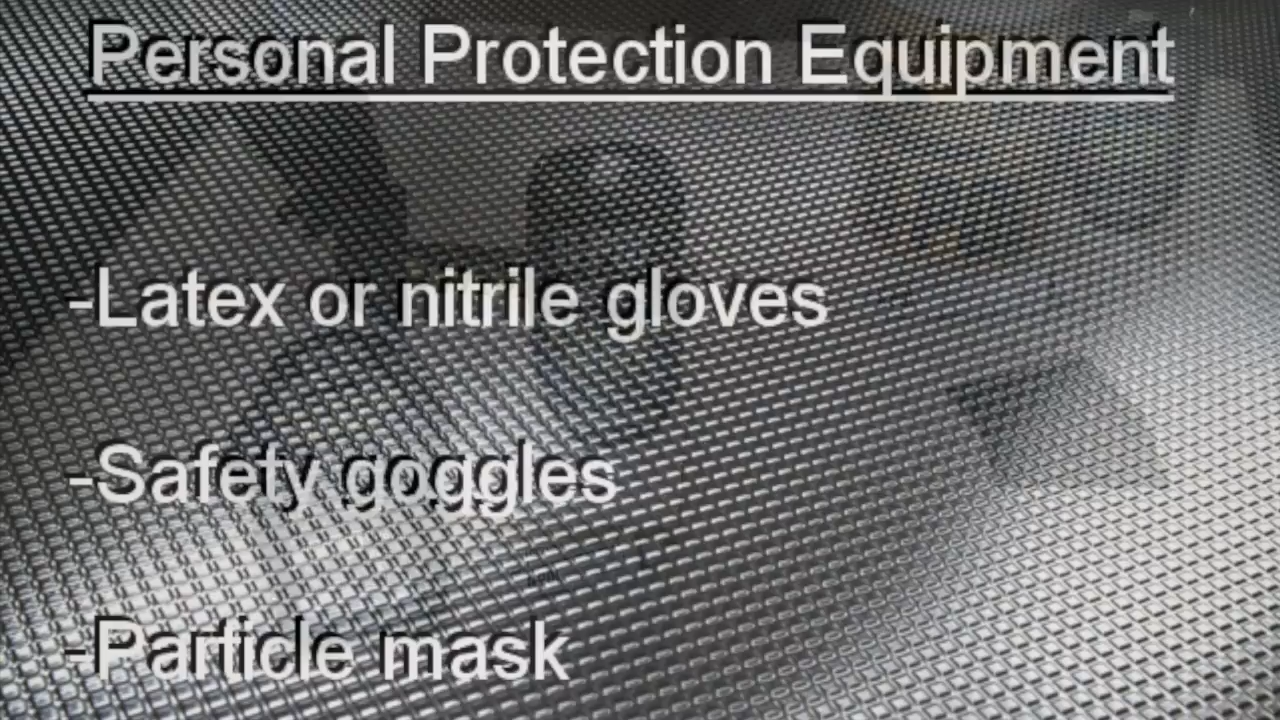 Personal Protection Equipment
-Latex or nitrile gloves
-Safety goggles
-Particle mask